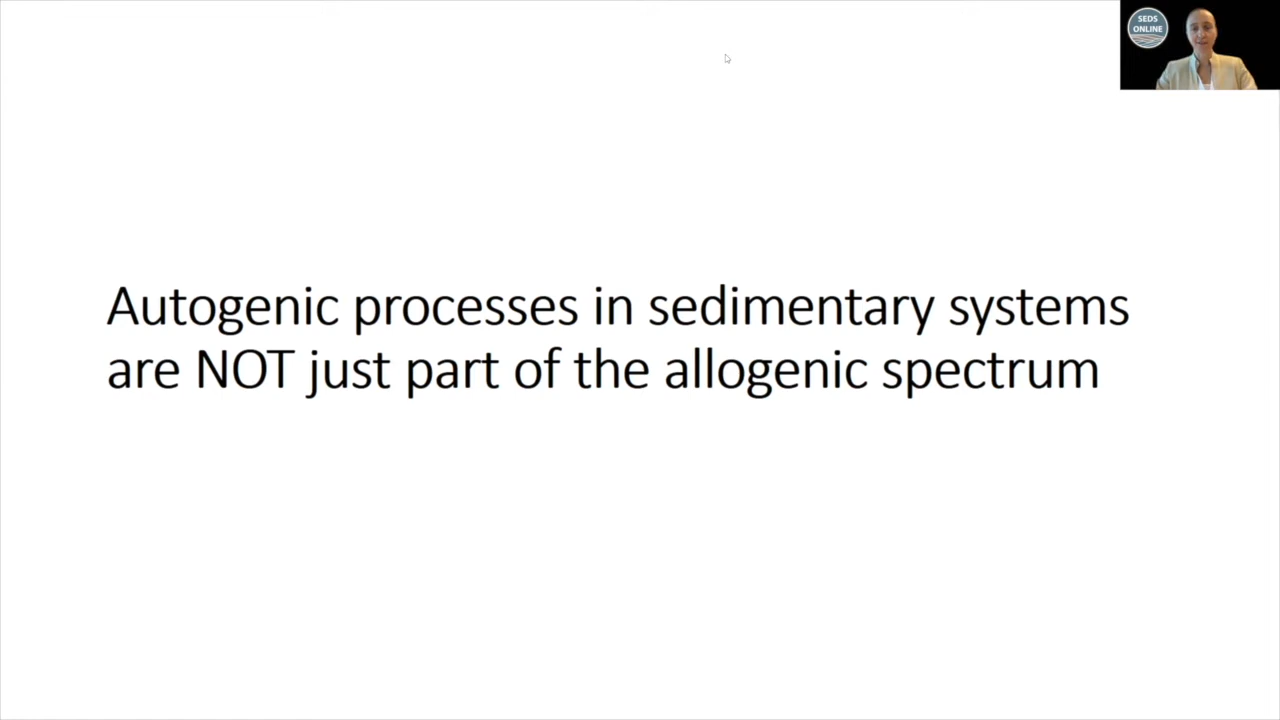 SEDS
ONLINE
Autogenic processes in sedimentary systems
are NOT just part of the allogenic spectrum